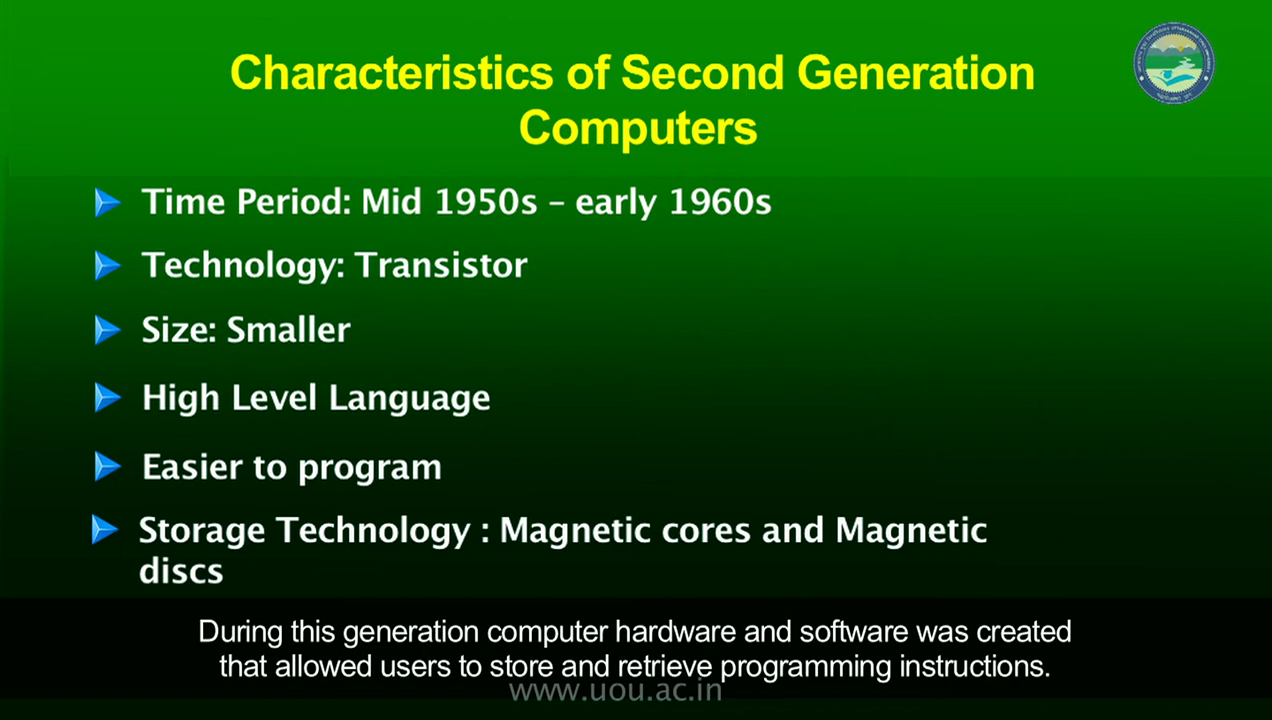 Characteristics of Second Generation
Computers
Time Period: Mid 1950s – early 1960s
Technology: Transistor
Size: Smaller
High Level Language
Easier to program
Storage Technology : Magnetic cores and Magnetic
discs
During this generation computer hardware and software was created
that allowed users to store and retrieve programming instructions.
www.uou.ac.in